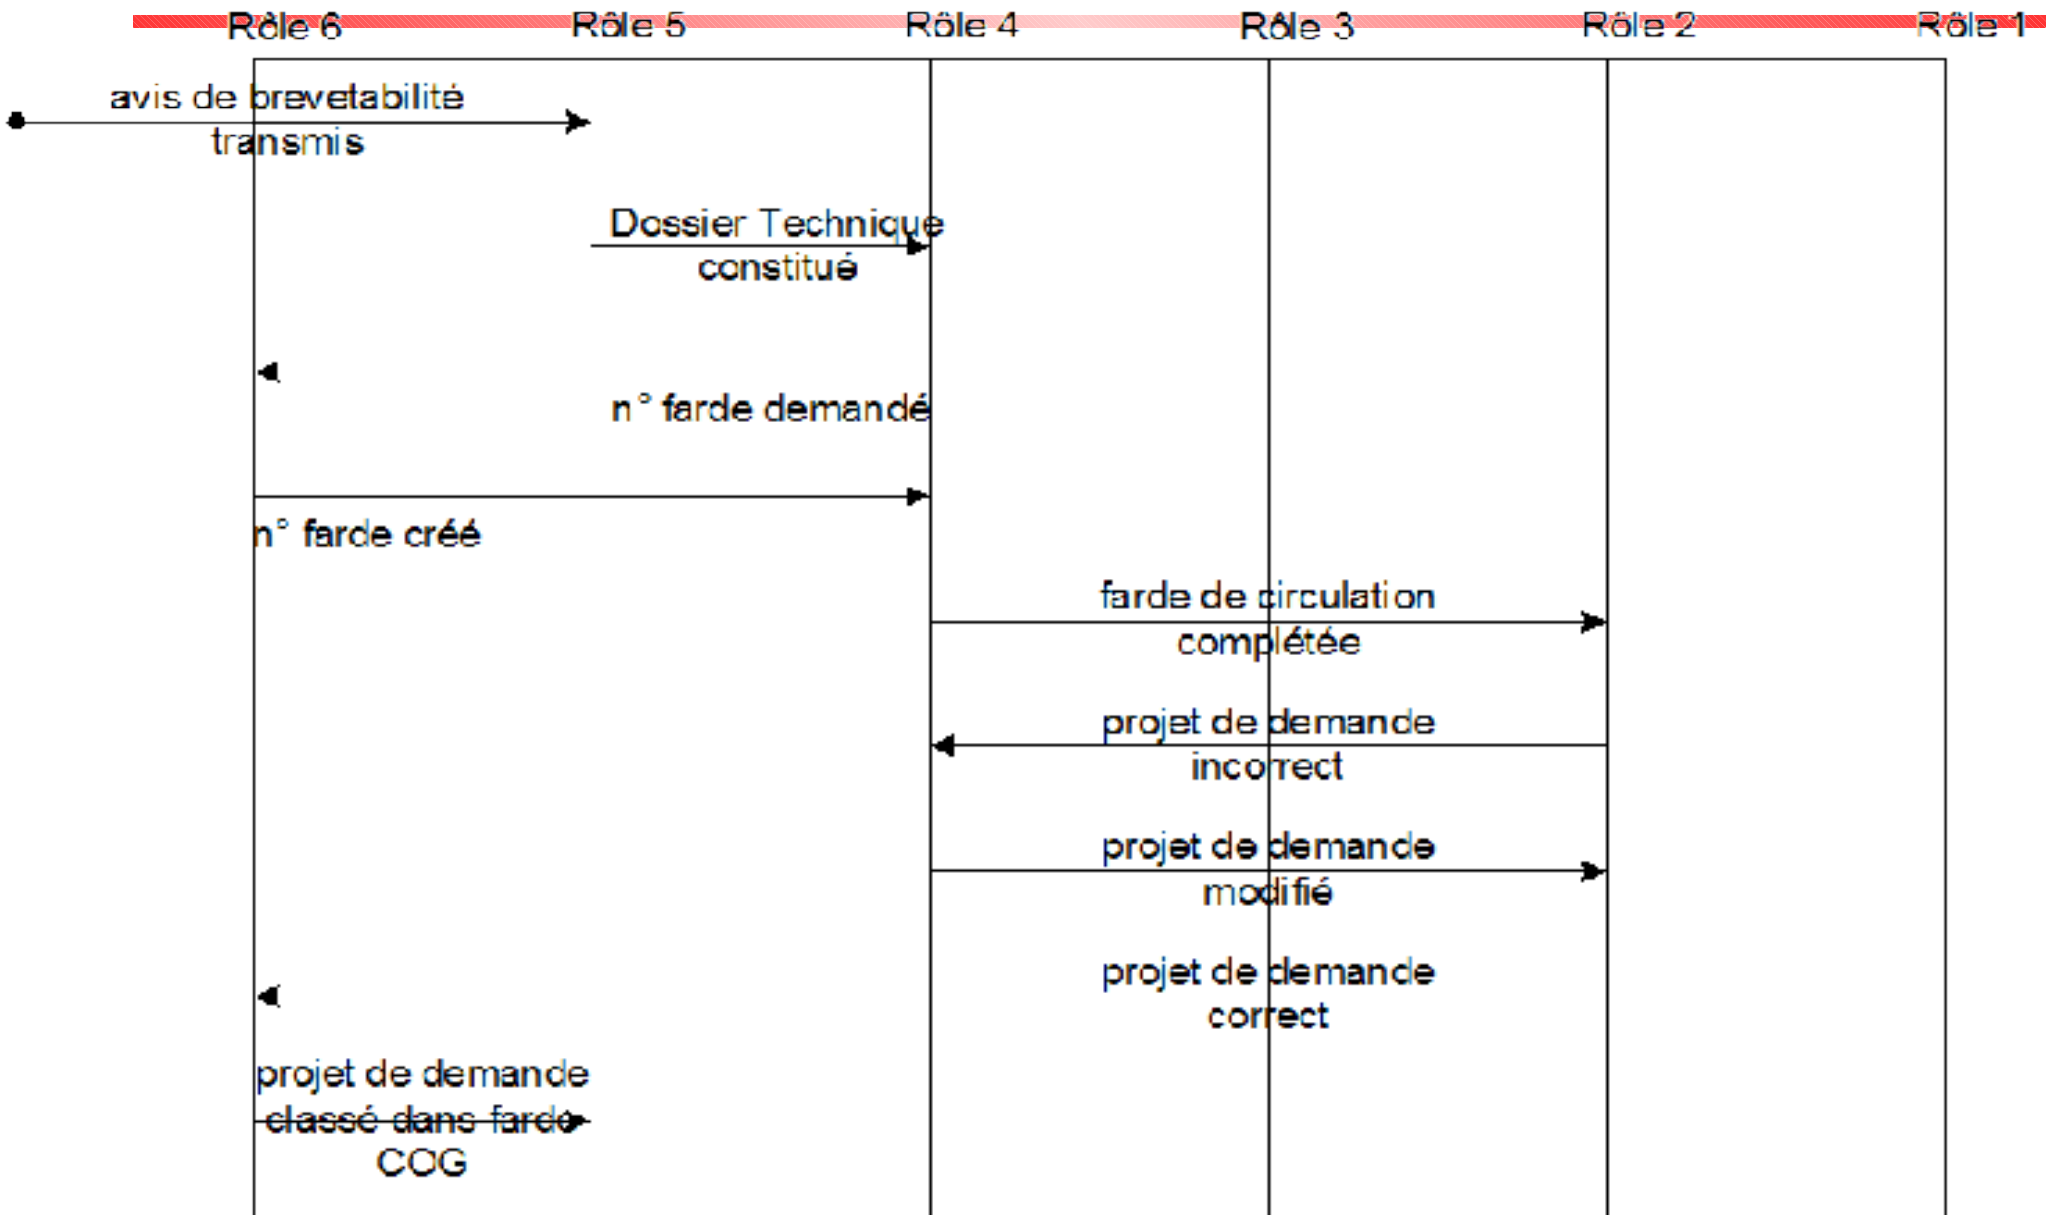 Rôle 6 Rôle 5 Rôle 4 Rôle 3 Rôle 2 Rôle 1
avis de brevetabilité
transmis
Dossier Technique
constitué
n° farde demandé
n° farde créé
farde de circulation
complétée
projet de demande
incorrect
projet de demande
modifié
projet de demande
correct
projet de demande
classé dans farde
COG